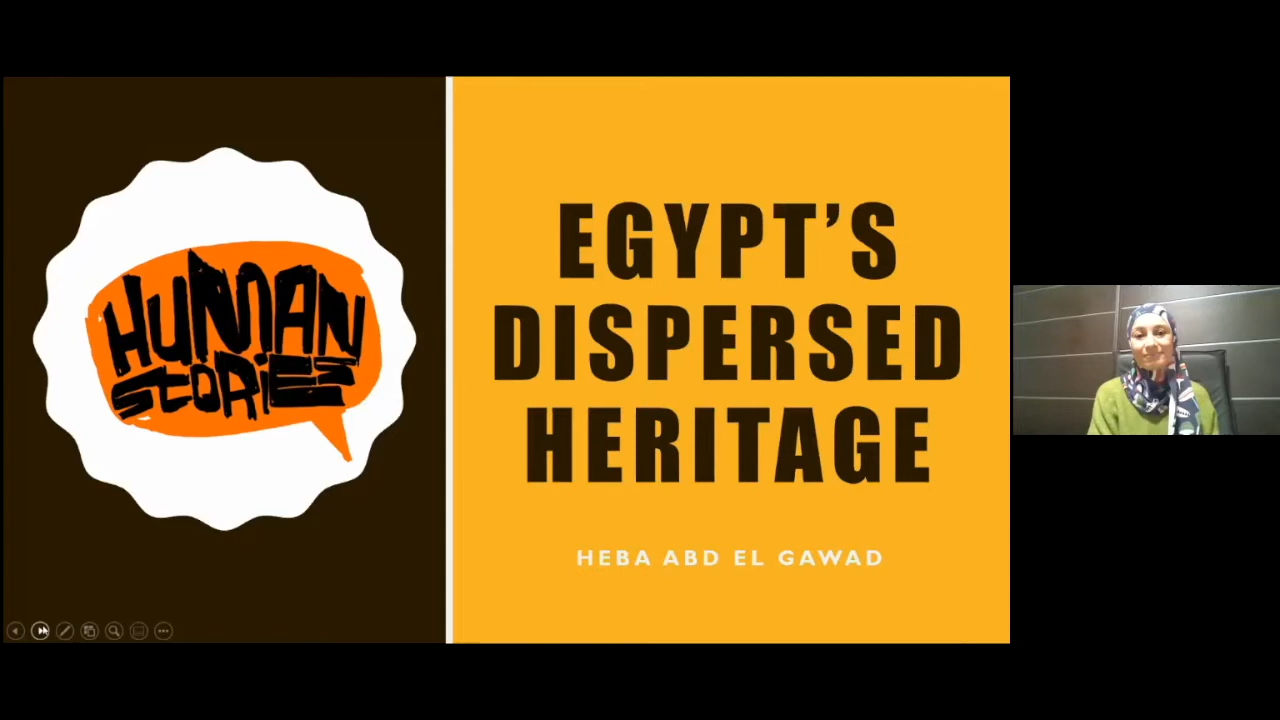 HUMAN
STORIES
EGYPT'S
DISPERSED
HERITAGE
HEBA ABD EL GAWAD